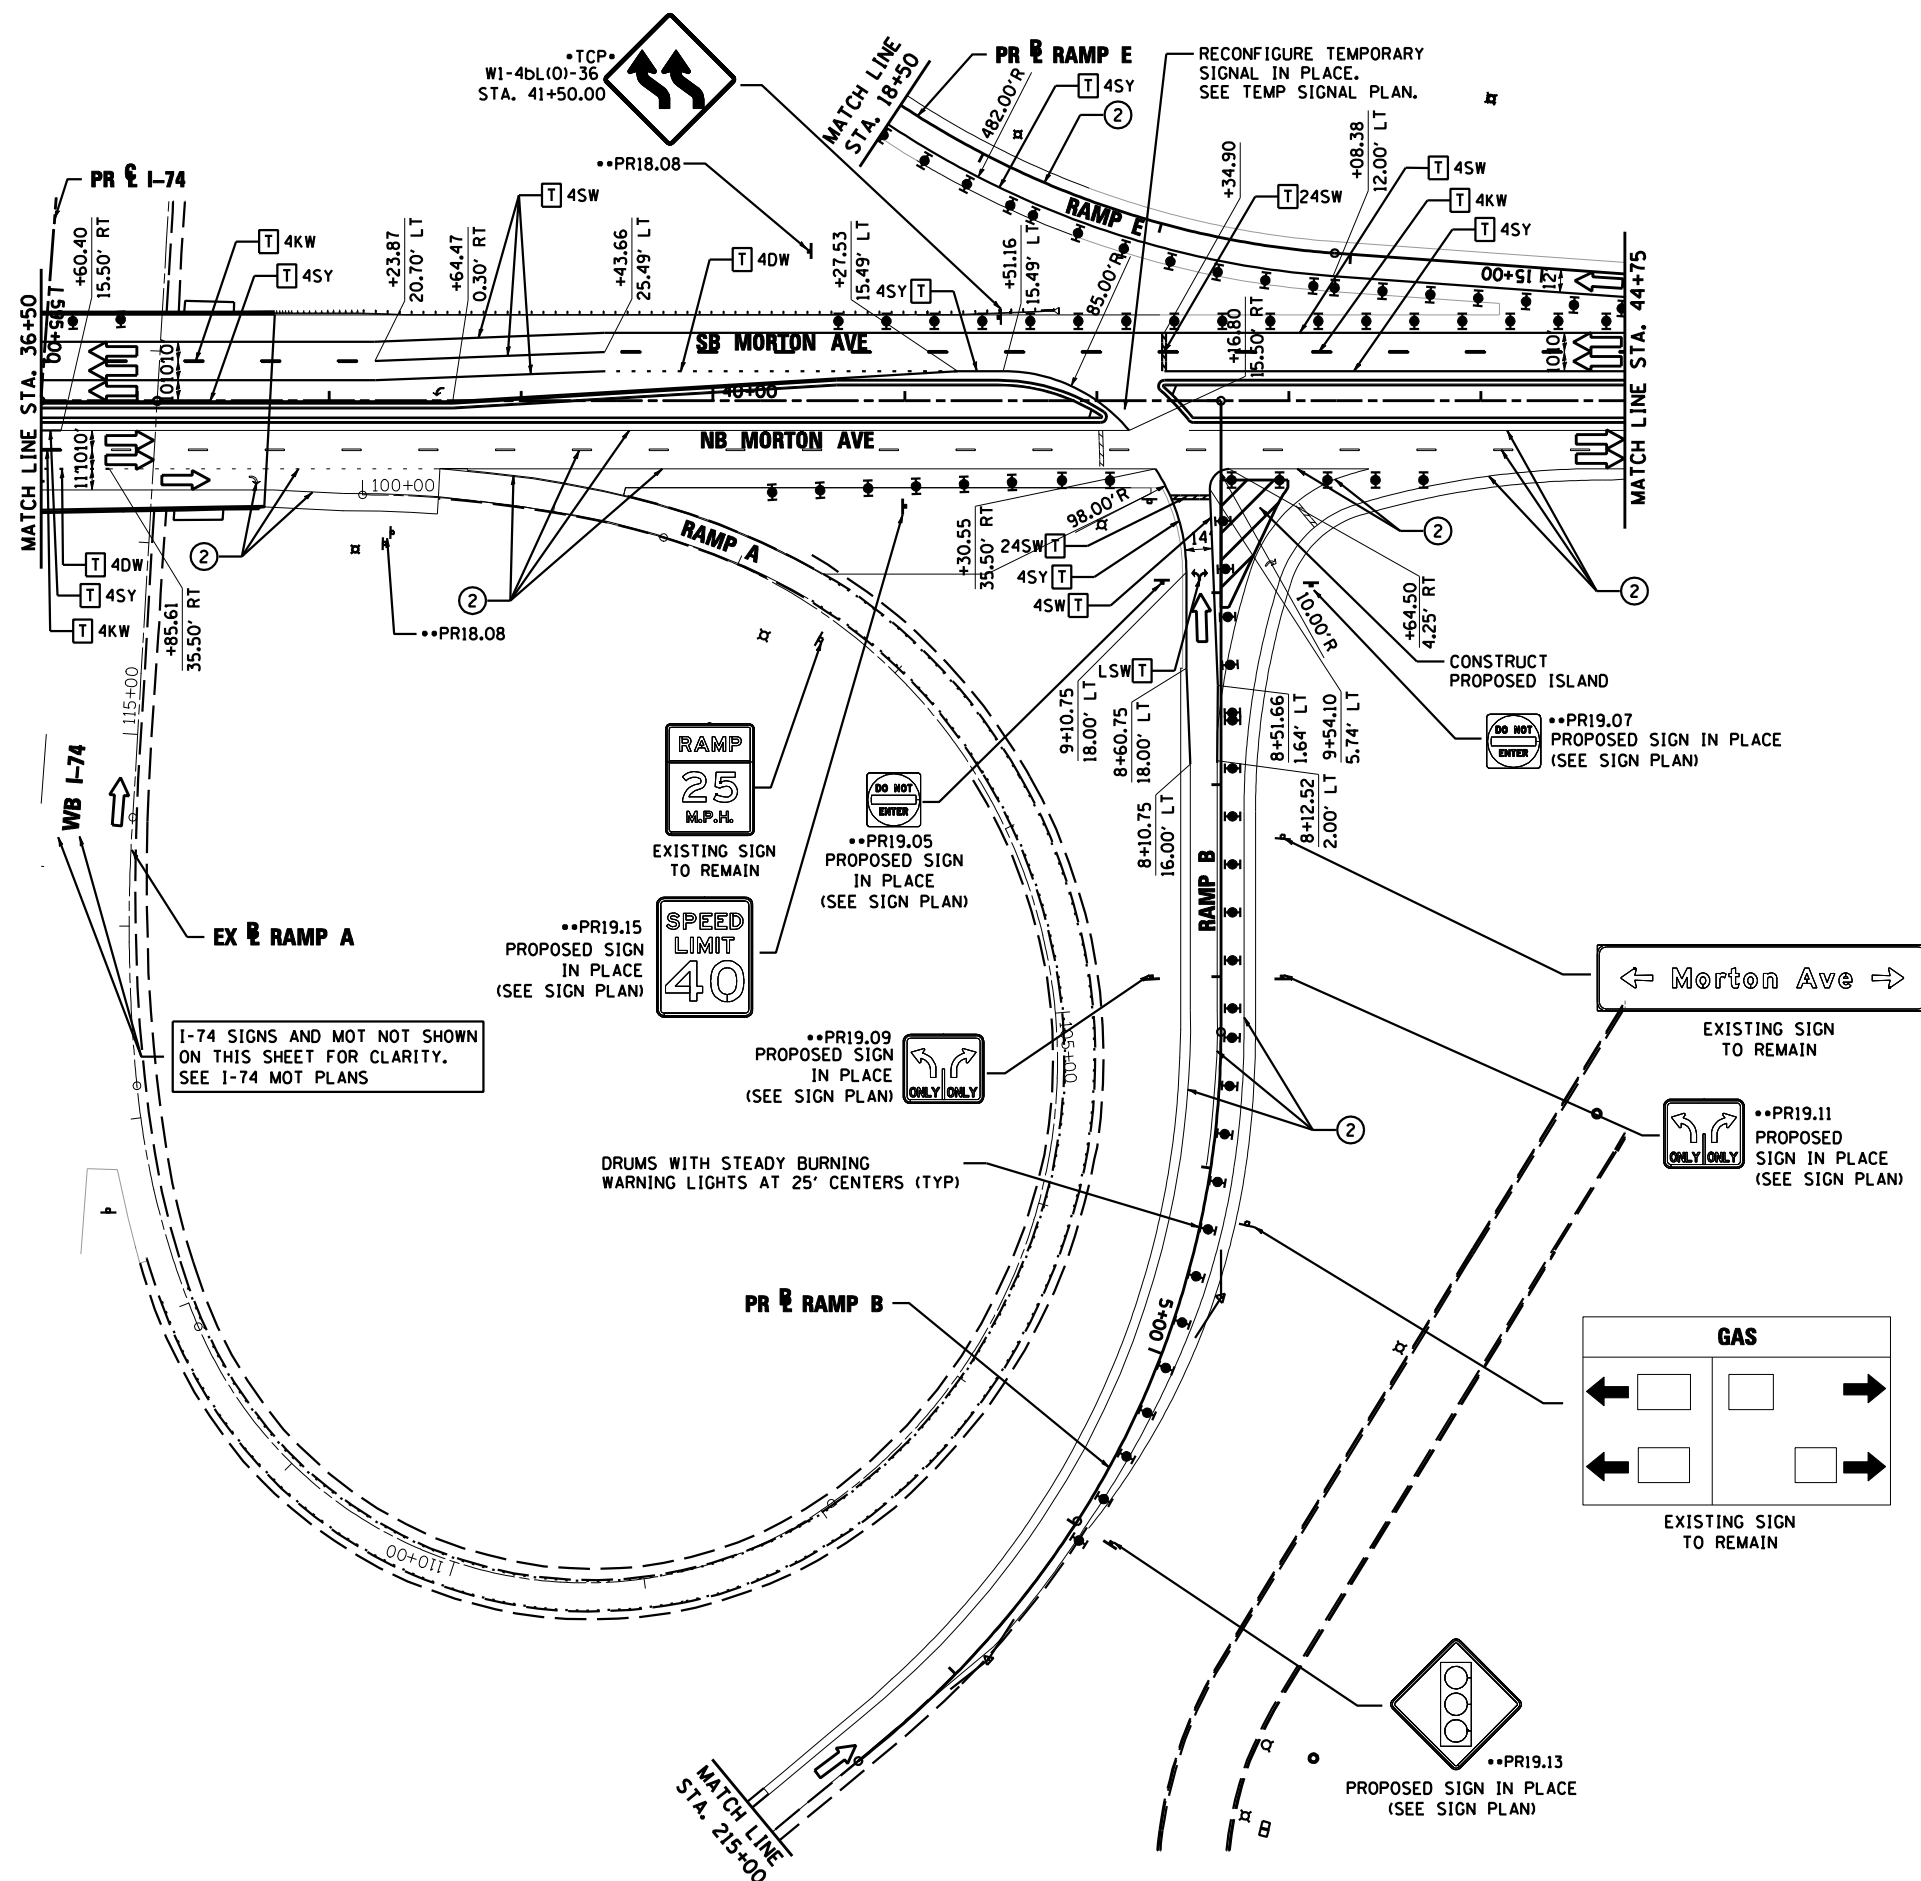 •TCP•
W1-4bL(O)-36
STA. 41+50.00
MATCH LINE
STA. 18+50
PR ⅊ RAMP E
482.00'R
T 4SY
2
RECONFIGURE TEMPORARY
SIGNAL IN PLACE.
SEE TEMP SIGNAL PLAN.
••PR18.08
PR ℄ I-74
+60.40
15.50' RT
T 4KW
T 4SY
+23.87
20.70' LT
+64.47
0.30' RT
T 4SW
+43.66
25.49' LT
T 4DW
+27.53
15.49' LT
4SY T
+51.16
15.49' LT
85.00'R
RAMP E
+34.90
T 24SW
+08.38
12.00' LT
T 4SW
T 4KW
T 4SY
15+00
12'
+16.80
15.50' RT
MATCH LINE STA. 36+50
1595+00
10'10'
SB MORTON AVE
40+00
NB MORTON AVE
10'10'
MATCH LINE STA. 44+75
11'10'10'
100+00
RAMP A
98.00'R
+30.55
35.50' RT
24SW T
4SY T
4SW T
14'
2
2
T 4DW
T 4SY
T 4KW
+85.61
35.50' RT
2
2
••PR18.08
10.00'R
+64.50
4.25' RT
CONSTRUCT
PROPOSED ISLAND
LSW T
9+10.75
18.00' LT
8+60.75
18.00' LT
8+10.75
16.00' LT
8+51.66
1.64' LT
9+54.10
5.74' LT
8+12.52
2.00' LT
DO NOT
ENTER
••PR19.07
PROPOSED SIGN IN PLACE
(SEE SIGN PLAN)
115+00
WB I-74
RAMP
25
M.P.H.
EXISTING SIGN
TO REMAIN
DO NOT
ENTER
••PR19.05
PROPOSED SIGN
IN PLACE
(SEE SIGN PLAN)
RAMP B
EX ⅊ RAMP A
••PR19.15
PROPOSED SIGN
IN PLACE
(SEE SIGN PLAN)
SPEED
LIMIT
40
Morton Ave
EXISTING SIGN
TO REMAIN
I-74 SIGNS AND MOT NOT SHOWN
ON THIS SHEET FOR CLARITY.
SEE I-74 MOT PLANS
••PR19.09
PROPOSED SIGN
IN PLACE
(SEE SIGN PLAN)
ONLY ONLY
105+00
2
ONLY ONLY
••PR19.11
PROPOSED
SIGN IN PLACE
(SEE SIGN PLAN)
DRUMS WITH STEADY BURNING
WARNING LIGHTS AT 25' CENTERS (TYP)
PR ⅊ RAMP B
5+00
GAS
EXISTING SIGN
TO REMAIN
110+00
••PR19.13
PROPOSED SIGN IN PLACE
(SEE SIGN PLAN)
MATCH LINE
STA. 215+00